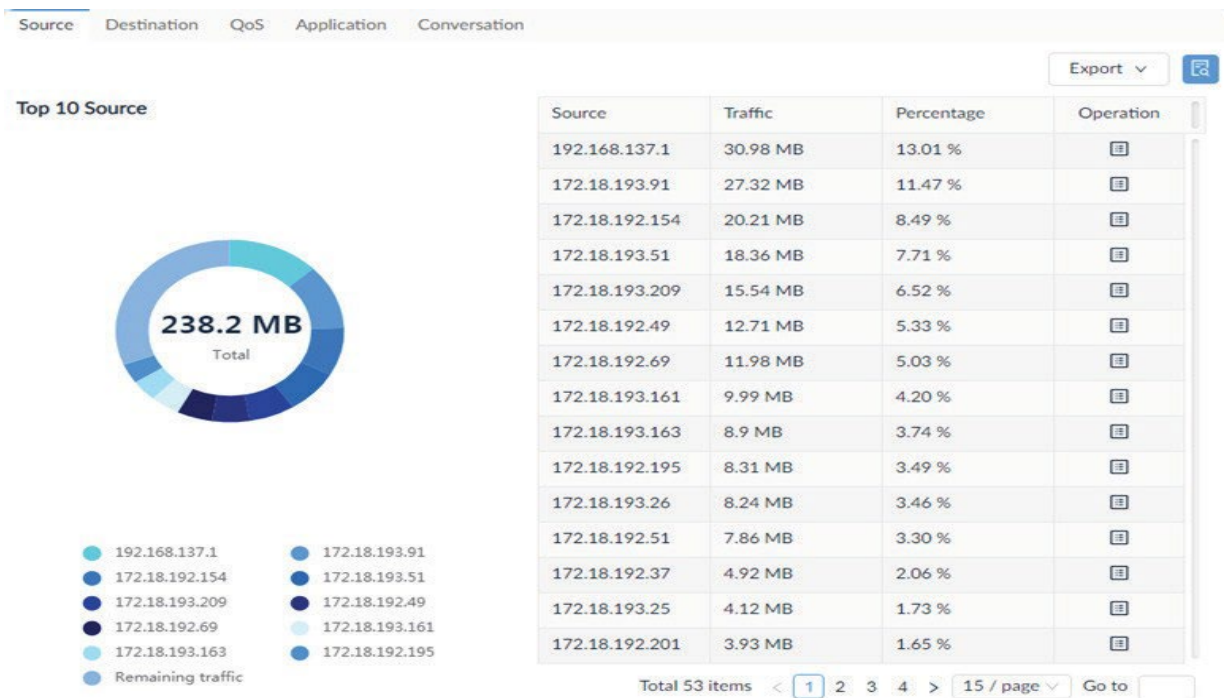 Source Destination QoS Application Conversation
Export
Top 10 Source
Source Traffic Percentage Operation
192.168.137.1 30.98 MB 13.01 %
172.18.193.91 27.32 MB 11.47 %
172.18.192.154 20.21 MB 8.49 %
172.18.193.51 18.36 MB 7.71 %
172.18.193.209 15.54 MB 6.52 %
172.18.192.49 12.71 MB 5.33 %
172.18.192.69 11.98 MB 5.03 %
172.18.193.161 9.99 MB 4.20 %
172.18.193.163 8.9 MB 3.74 %
172.18.192.195 8.31 MB 3.49 %
172.18.193.26 8.24 MB 3.46 %
172.18.192.51 7.86 MB 3.30 %
172.18.192.37 4.92 MB 2.06 %
172.18.193.25 4.12 MB 1.73 %
172.18.192.201 3.93 MB 1.65 %
238.2 MB
Total
192.168.137.1 172.18.193.91
172.18.192.154 172.18.193.51
172.18.193.209 172.18.192.49
172.18.192.69 172.18.193.161
172.18.193.163 172.18.192.195
Remaining traffic
Total 53 items < 1 2 3 4 > 15 / page Go to